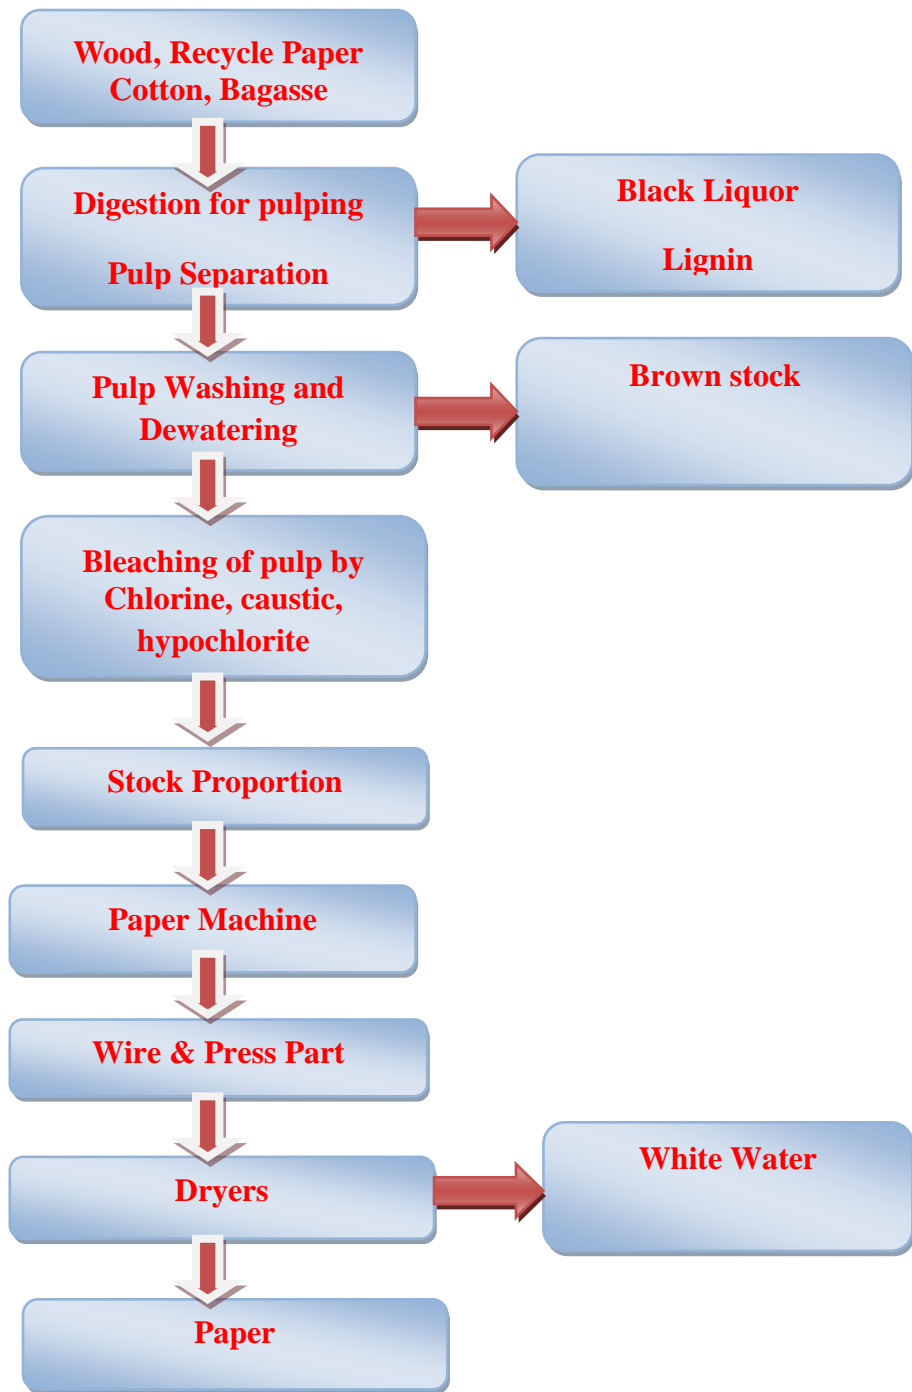 Wood, Recycle Paper
Cotton, Bagasse
Digestion for pulping
Pulp Separation
Black Liquor
Lignin
Pulp Washing and
Dewatering
Brown stock
Bleaching of pulp by
Chlorine, caustic,
hypochlorite
Stock Proportion
Paper Machine
Wire & Press Part
Dryers
White Water
Paper